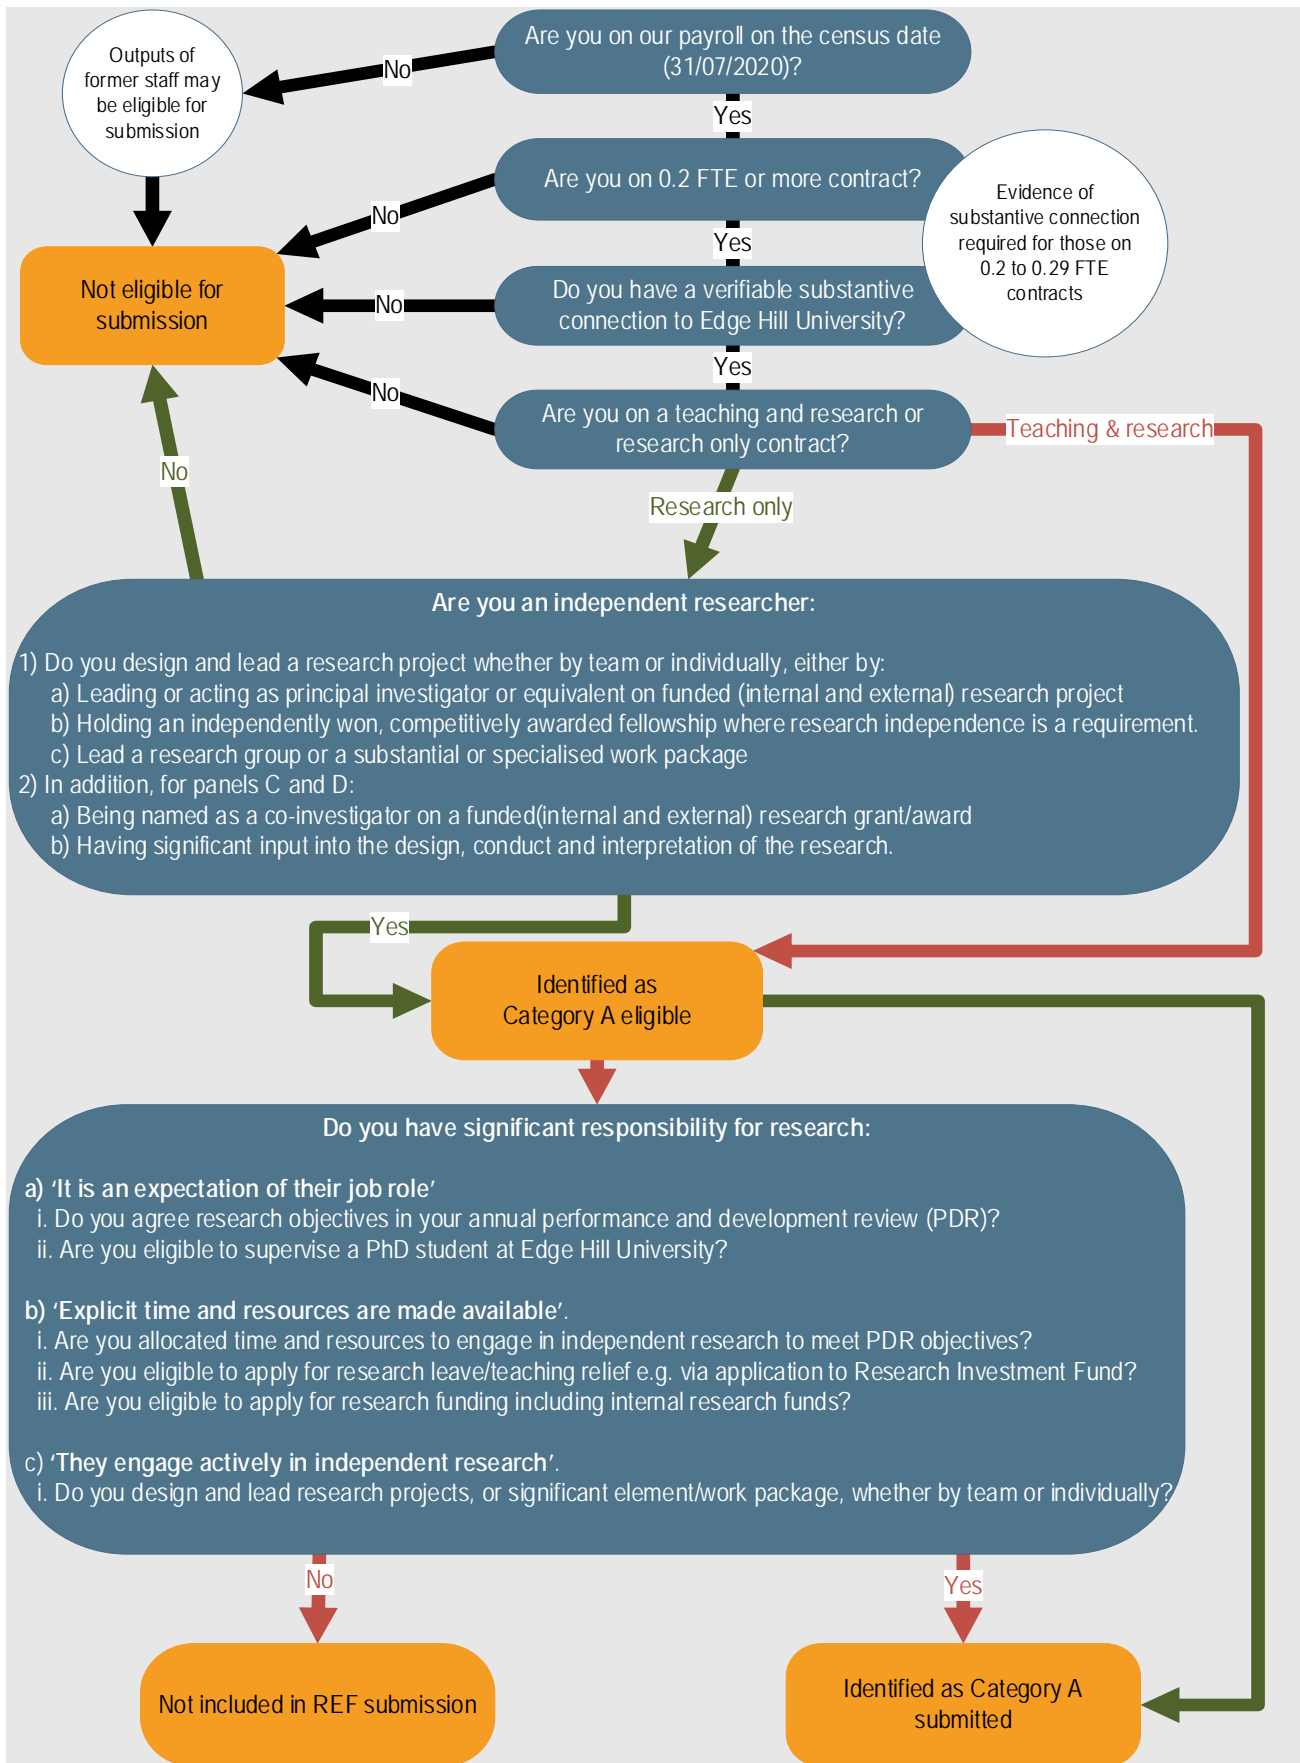 Are you on our payroll on the census date
(31/07/2020)?
Outputs of
former staff may
be eligible for
submission
No
Yes
Are you on 0.2 FTE or more contract?
Evidence of
substantive connection
required for those on
0.2 to 0.29 FTE
contracts
No
Yes
Not eligible for
submission
No
Do you have a verifiable substantive
connection to Edge Hill University?
Yes
No
Are you on a teaching and research or
research only contract?
Teaching & research
No
Research only
Are you an independent researcher:
1) Do you design and lead a research project whether by team or individually, either by:
a) Leading or acting as principal investigator or equivalent on funded (internal and external) research project
b) Holding an independently won, competitively awarded fellowship where research independence is a requirement.
c) Lead a research group or a substantial or specialised work package
2) In addition, for panels C and D:
a) Being named as a co-investigator on a funded(internal and external) research grant/award
b) Having significant input into the design, conduct and interpretation of the research.
Yes
Identified as
Category A eligible
Do you have significant responsibility for research:
a) ‘It is an expectation of their job role’
i. Do you agree research objectives in your annual performance and development review (PDR)?
ii. Are you eligible to supervise a PhD student at Edge Hill University?
b) ‘Explicit time and resources are made available’.
i. Are you allocated time and resources to engage in independent research to meet PDR objectives?
ii. Are you eligible to apply for research leave/teaching relief e.g. via application to Research Investment Fund?
iii. Are you eligible to apply for research funding including internal research funds?
c) ‘They engage actively in independent research’.
i. Do you design and lead research projects, or significant element/work package, whether by team or individually?
No
Yes
Not included in REF submission
Identified as Category A
submitted